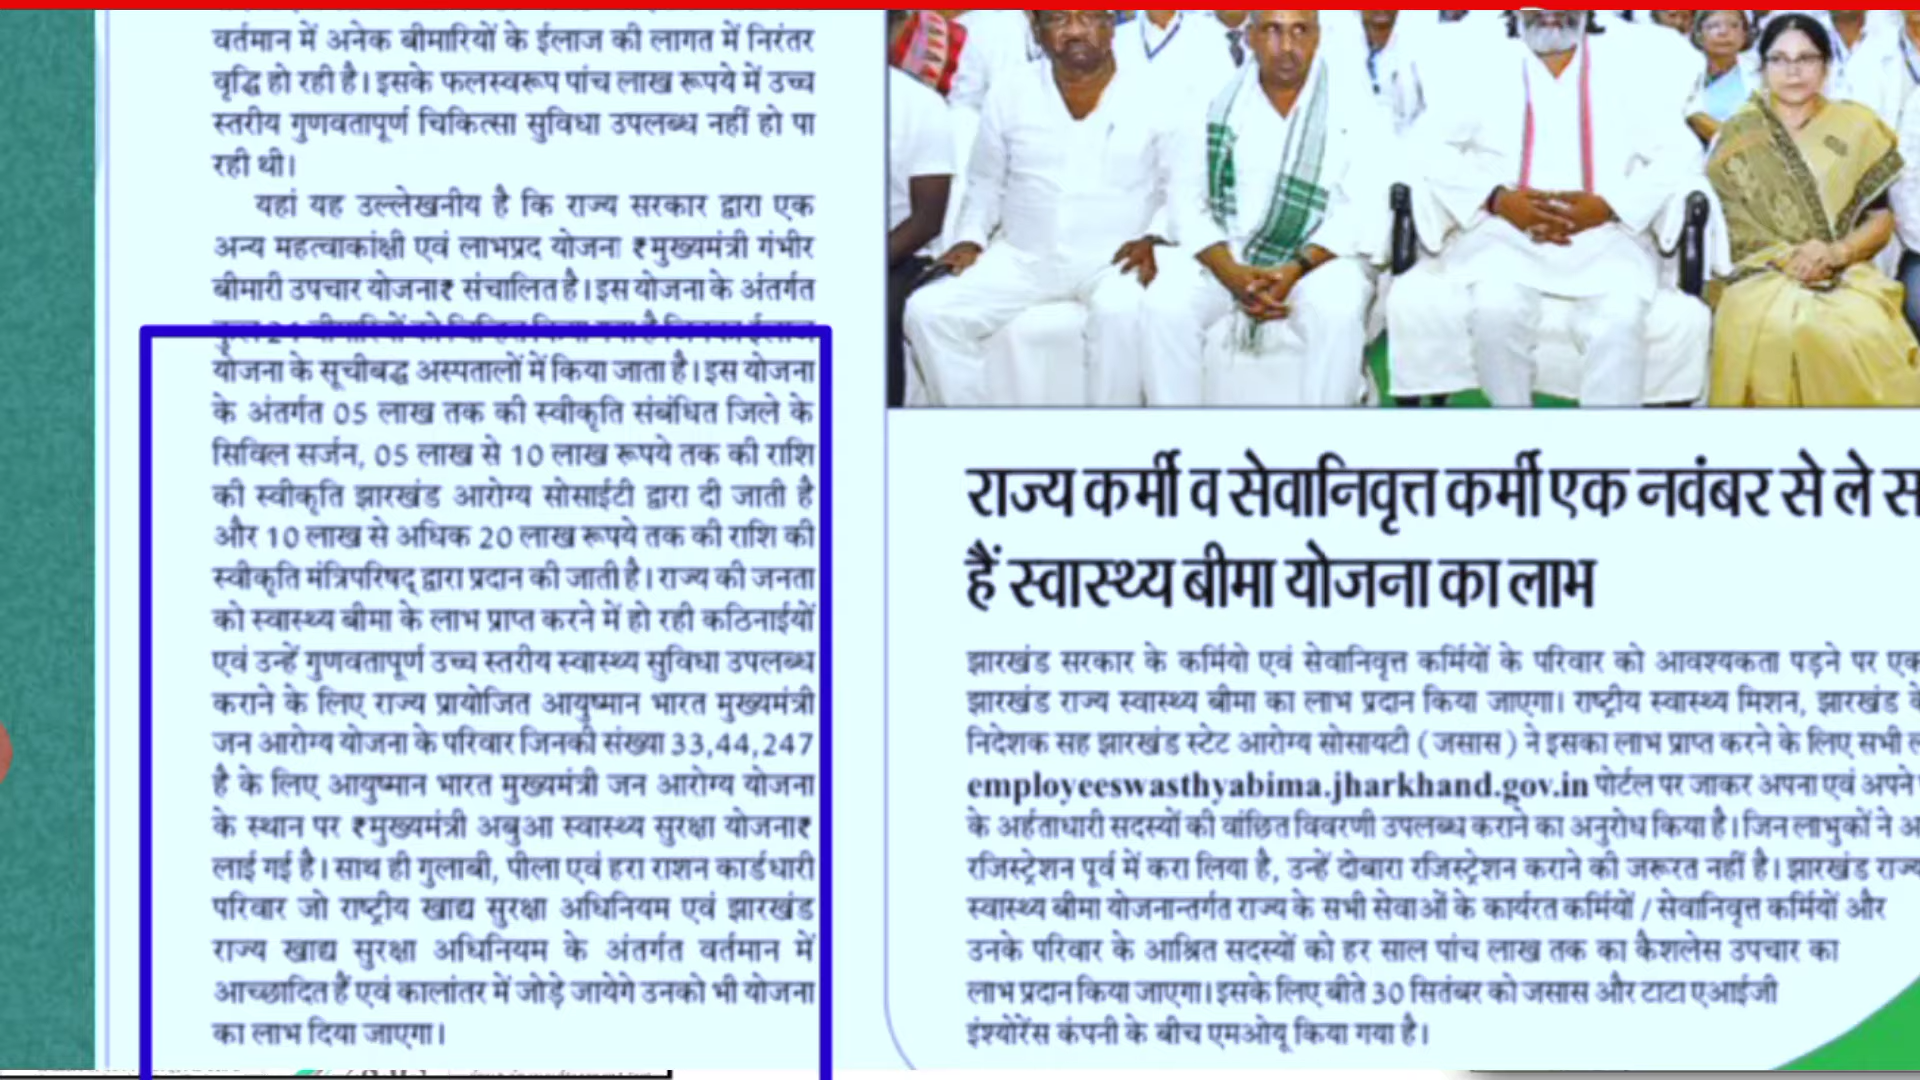 वर्तमान में अनेक बीमारियों के ईलाज की लागत में निरंतर
वृद्धि हो रही है। इसके फलस्वरूप पांच लाख रूपये में उच्च
स्तरीय गुणवतापूर्ण चिकित्सा सुविधा उपलब्ध नहीं हो पा
रही थी।
यहां यह उल्लेखनीय है कि राज्य सरकार द्वारा एक
अन्य महत्वाकांक्षी एवं लाभप्रद योजना ₹मुख्यमंत्री गंभीर
बीमारी उपचार योजना₹ संचालित है। इस योजना के अंतर्गत
योजना के सूचीबद्ध अस्पतालों में किया जाता है। इस योजना
के अंतर्गत 05 लाख तक की स्वीकृति संबंधित जिले के
सिविल सर्जन, 05 लाख से 10 लाख रूपये तक की राशि
की स्वीकृति झारखंड आरोग्य सोसाईटी द्वारा दी जाती है
और 10 लाख से अधिक 20 लाख रूपये तक की राशि की
स्वीकृति मंत्रिपरिषद् द्वारा प्रदान की जाती है। राज्य की जनता
को स्वास्थ्य बीमा के लाभ प्राप्त करने में हो रही कठिनाईयों
एवं उन्हें गुणवतापूर्ण उच्च स्तरीय स्वास्थ्य सुविधा उपलब्ध
कराने के लिए राज्य प्रायोजित आयुष्मान भारत मुख्यमंत्री
जन आरोग्य योजना के परिवार जिनकी संख्या 33,44,247
है के लिए आयुष्मान भारत मुख्यमंत्री जन आरोग्य योजना
के स्थान पर ₹मुख्यमंत्री अबुआ स्वास्थ्य सुरक्षा योजना₹
लाई गई है। साथ ही गुलाबी, पीला एवं हरा राशन कार्डधारी
परिवार जो राष्ट्रीय खाद्य सुरक्षा अधिनियम एवं झारखंड
राज्य खाद्य सुरक्षा अधिनियम के अंतर्गत वर्तमान में
आच्छादित हैं एवं कालांतर में जोड़े जायेगे उनको भी योजना
का लाभ दिया जाएगा।
राज्य कर्मी व सेवानिवृत्त कर्मी एक नवंबर से ले स
हैं स्वास्थ्य बीमा योजना का लाभ
झारखंड सरकार के कर्मियो एवं सेवानिवृत्त कर्मियों के परिवार को आवश्यकता पड़ने पर एक
झारखंड राज्य स्वास्थ्य बीमा का लाभ प्रदान किया जाएगा। राष्ट्रीय स्वास्थ्य मिशन, झारखंड के
निदेशक सह झारखंड स्टेट आरोग्य सोसायटी (जसास) ने इसका लाभ प्राप्त करने के लिए सभी
employeeswasthyabima.jharkhand.gov.in पोर्टल पर जाकर अपना एवं अपने
के अर्हताधारी सदस्यों की वांछित विवरणी उपलब्ध कराने का अनुरोध किया है। जिन लाभुकों ने
रजिस्ट्रेशन पूर्व में करा लिया है, उन्हें दोबारा रजिस्ट्रेशन कराने की जरूरत नहीं है। झारखंड राज्य
स्वास्थ्य बीमा योजनान्तर्गत राज्य के सभी सेवाओं के कार्यरत कर्मियों / सेवानिवृत्त कर्मियों और
उनके परिवार के आश्रित सदस्यों को हर साल पांच लाख तक का कैशलेस उपचार का
लाभ प्रदान किया जाएगा। इसके लिए बीते 30 सितंबर को जसास और टाटा एआईजी
इंश्योरेंस कंपनी के बीच एमओयू किया गया है।